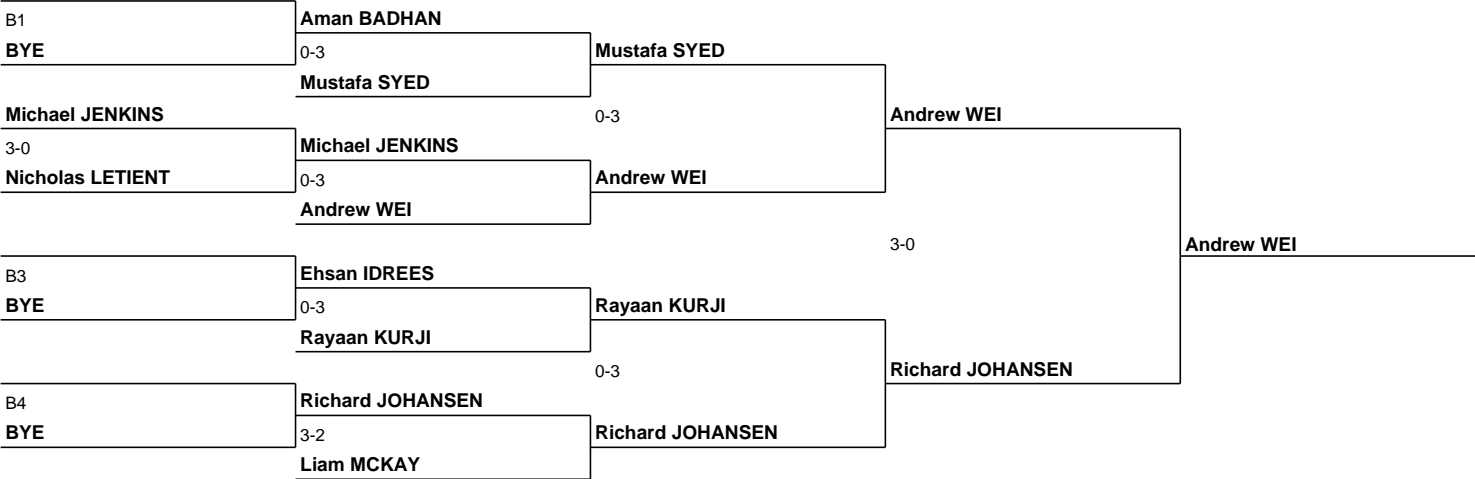 B1
BYE
Michael JENKINS
3-0
Nicholas LETIENT
B3
BYE
B4
BYE
Aman BADHAN
0-3
Mustafa SYED
Michael JENKINS
0-3
Andrew WEI
Ehsan IDREES
0-3
Rayaan KURJI
Richard JOHANSEN
3-2
Liam MCKAY
Mustafa SYED
0-3
Andrew WEI
Rayaan KURJI
0-3
Richard JOHANSEN
Andrew WEI
3-0
Richard JOHANSEN
Andrew WEI